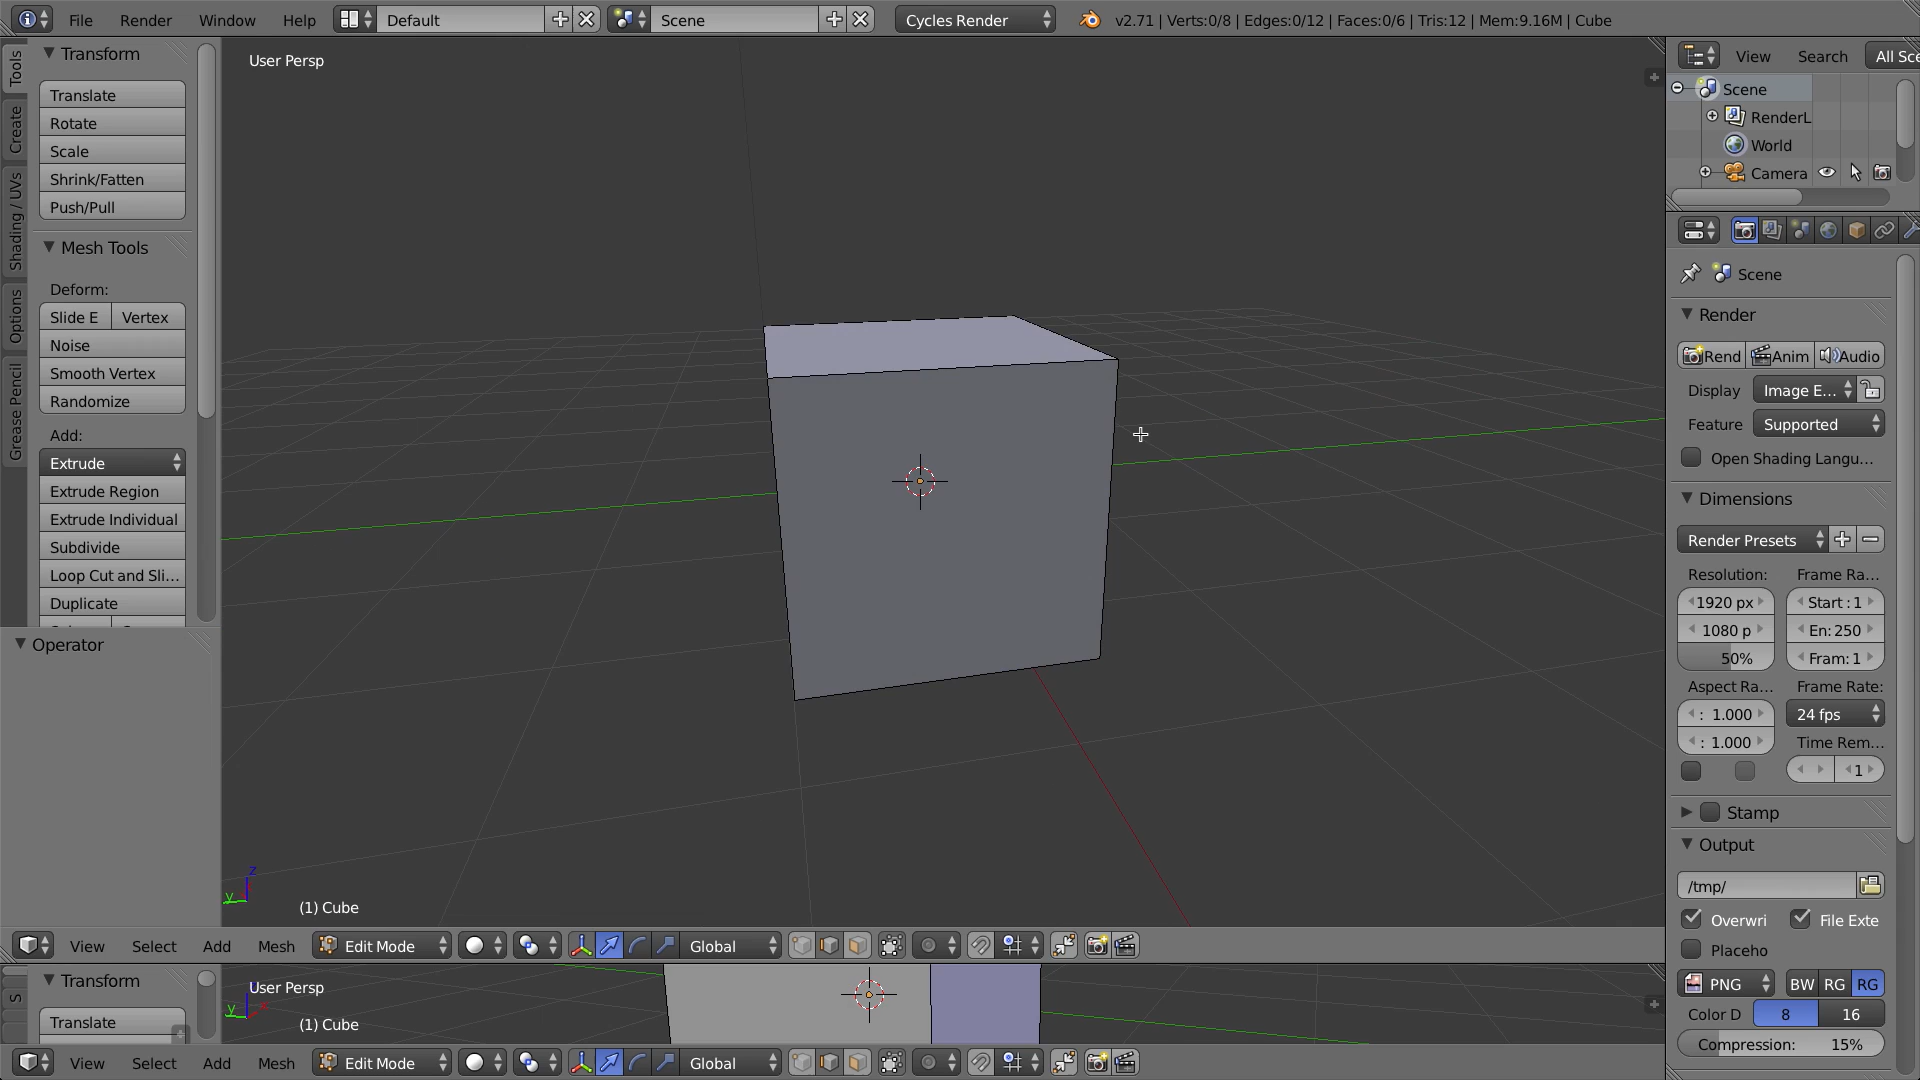 File Render Window Help Default Scene Cycles Render v2.71 | Verts:0/8 | Edges:0/12 | Faces:0/6 | Tris:12 | Mem:9.16M | Cube
Tools
Create
Shading / UVs
Options
Grease Pencil
Transform
Translate
Rotate
Scale
Shrink/Fatten
Push/Pull
Mesh Tools
Deform:
Slide E Vertex
Noise
Smooth Vertex
Randomize
Add:
Extrude
Extrude Region
Extrude Individual
Subdivide
Loop Cut and Sli...
Duplicate
Operator
User Persp
z
y
(1) Cube
View Select Add Mesh Edit Mode Global
S
Transform
Translate
User Persp
y
(1) Cube
View Select Add Mesh Edit Mode Global
View Search All Sce
Scene
RenderL
World
Camera
Scene
Render
Rend Anim Audio
Display Image E...
Feature Supported
Open Shading Langu...
Dimensions
Render Presets
Resolution: Frame Ra...
1920 px Start : 1
1080 p En: 250
50% Fram: 1
Aspect Ra... Frame Rate:
: 1.000 24 fps
: 1.000 Time Rem...
1
Stamp
Output
/tmp/
Overwri File Exte
Placeho
PNG BW RG RG
Color D 8 16
Compression: 15%